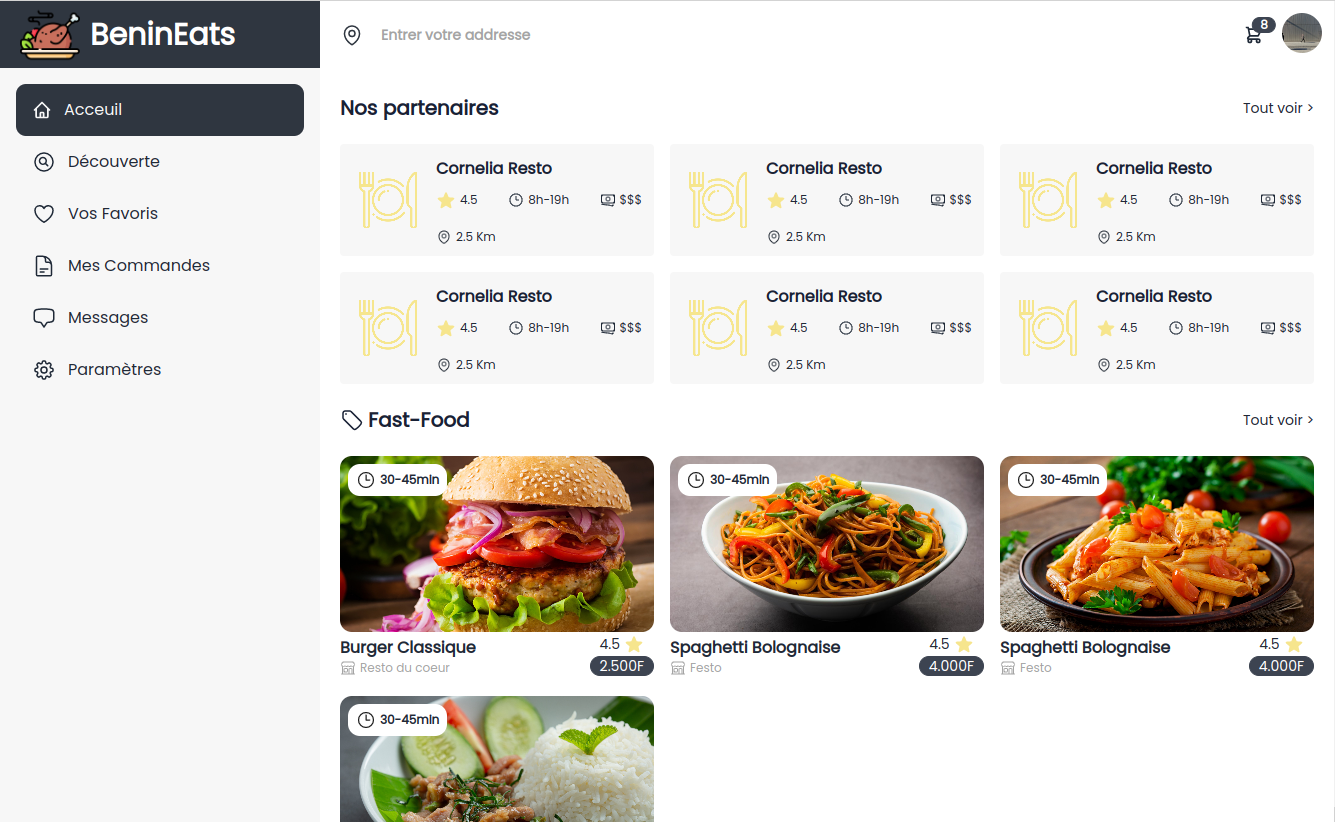 BeninEats
Entrer votre addresse
8
Acceuil
Découverte
Vos Favoris
Mes Commandes
Messages
Paramètres
Nos partenaires
Tout voir >
Cornelia Resto
4.5 8h-19h $$$
2.5 Km
Cornelia Resto
4.5 8h-19h $$$
2.5 Km
Cornelia Resto
4.5 8h-19h $$$
2.5 Km
Cornelia Resto
4.5 8h-19h $$$
2.5 Km
Cornelia Resto
4.5 8h-19h $$$
2.5 Km
Cornelia Resto
4.5 8h-19h $$$
2.5 Km
Fast-Food
Tout voir >
30-45min
Burger Classique 4.5
Resto du coeur 2.500F
30-45min
Spaghetti Bolognaise 4.5
Festo 4.000F
30-45min
Spaghetti Bolognaise 4.5
Festo 4.000F
30-45min